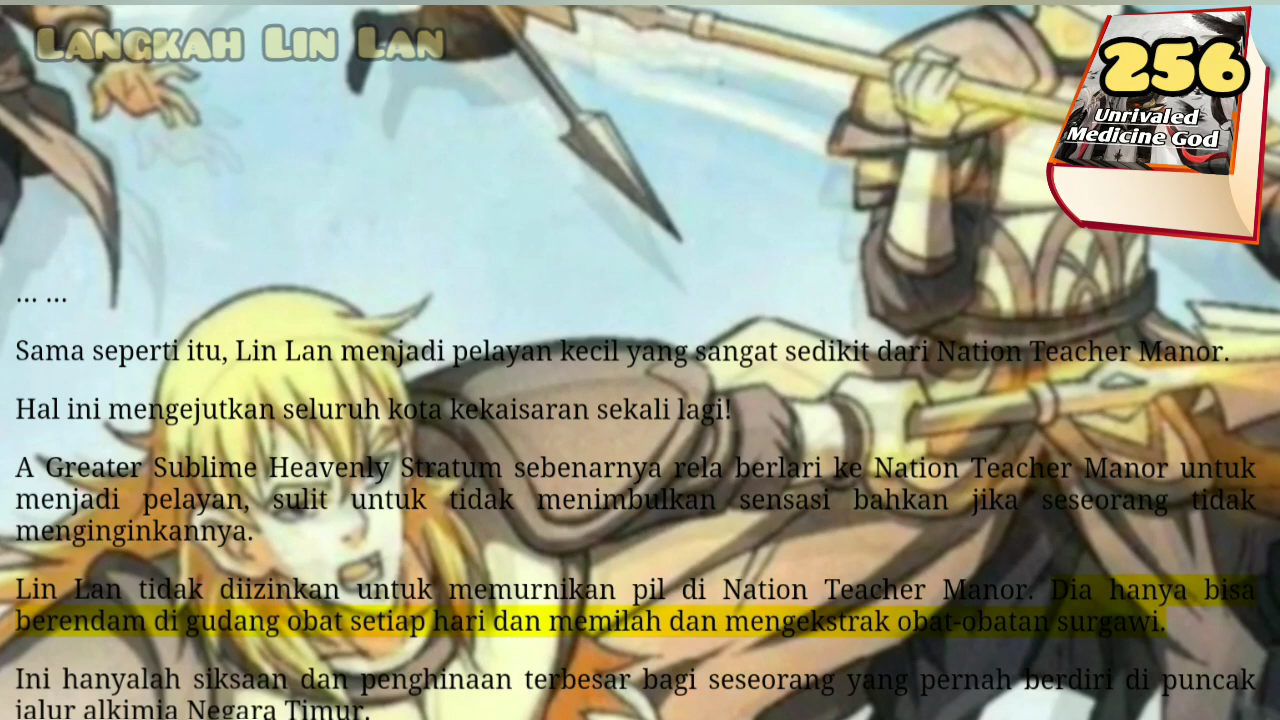 Langkah Lin Lan
256
Unrivaled
Medicine God
... ...
Sama seperti itu, Lin Lan menjadi pelayan kecil yang sangat sedikit dari Nation Teacher Manor.
Hal ini mengejutkan seluruh kota kekaisaran sekali lagi!
A Greater Sublime Heavenly Stratum sebenarnya rela berlari ke Nation Teacher Manor untuk
menjadi pelayan, sulit untuk tidak menimbulkan sensasi bahkan jika seseorang tidak
menginginkannya.
Lin Lan tidak diizinkan untuk memurnikan pil di Nation Teacher Manor. Dia hanya bisa
berendam di gudang obat setiap hari dan memilah dan mengekstrak obat-obatan surgawi.
Ini hanyalah siksaan dan penghinaan terbesar bagi seseorang yang pernah berdiri di puncak
jalur alkimia Negara Timur.